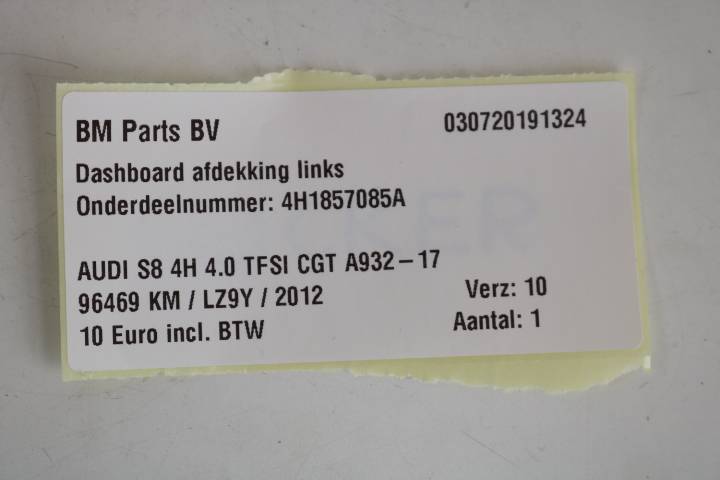 BM Parts BV 030720191324
Dashboard afdekking links
Onderdeelnummer: 4H1857085A
AUDI S8 4H 4.0 TFSI CGT A932-17
96469 KM / LZ9Y / 2012 Verz: 10
10 Euro incl. BTW Aantal: 1